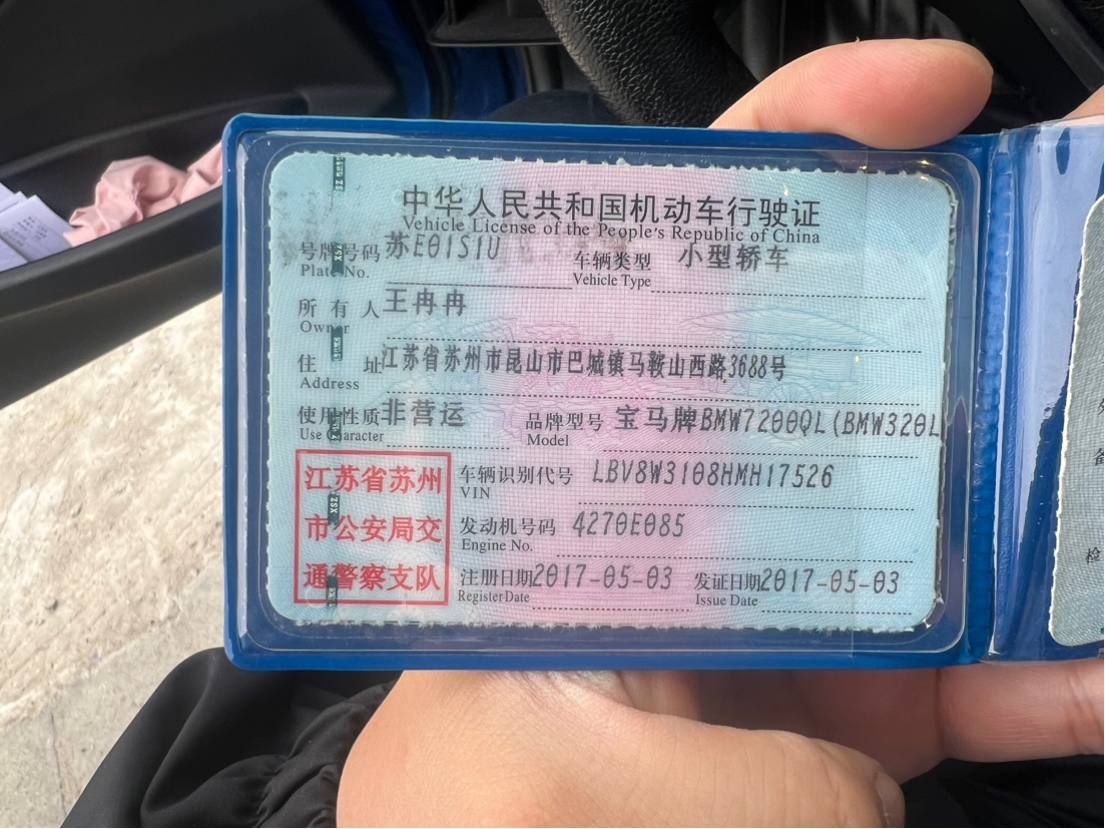 中华人民共和国机动车行驶证
Vehicle License of the People's Republic of China
号牌号码 苏E01S1U 车辆类型 小型轿车
Plate No. Vehicle Type
所有人 王冉冉
Owner
住址 江苏省苏州市昆山市巴城镇马鞍山西路3688号
Address
使用性质 非营运 品牌型号 宝马牌BMW7200QL(BMW320L
Use Character Model
江苏省苏州
市公安局交
通警察支队
车辆识别代号 LBV8W3108HMH17526
VIN
发动机号码 4270E085
Engine No.
注册日期 2017-05-03 发证日期 2017-05-03
Register Date Issue Date
备
检